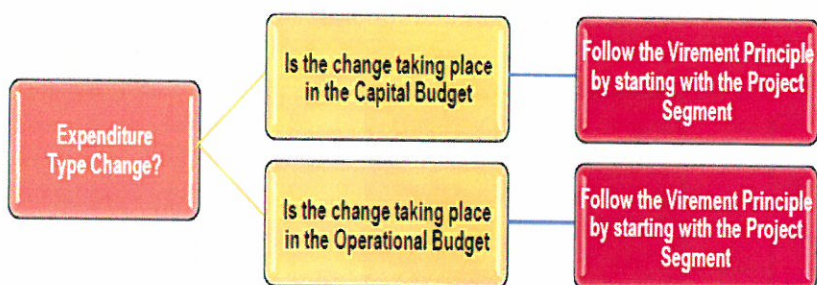 Expenditure
Type Change?
Is the change taking place
in the Capital Budget
Follow the Virement Principle
by starting with the Project
Segment
Is the change taking place
in the Operational Budget
Follow the Virement Principle
by starting with the Project
Segment